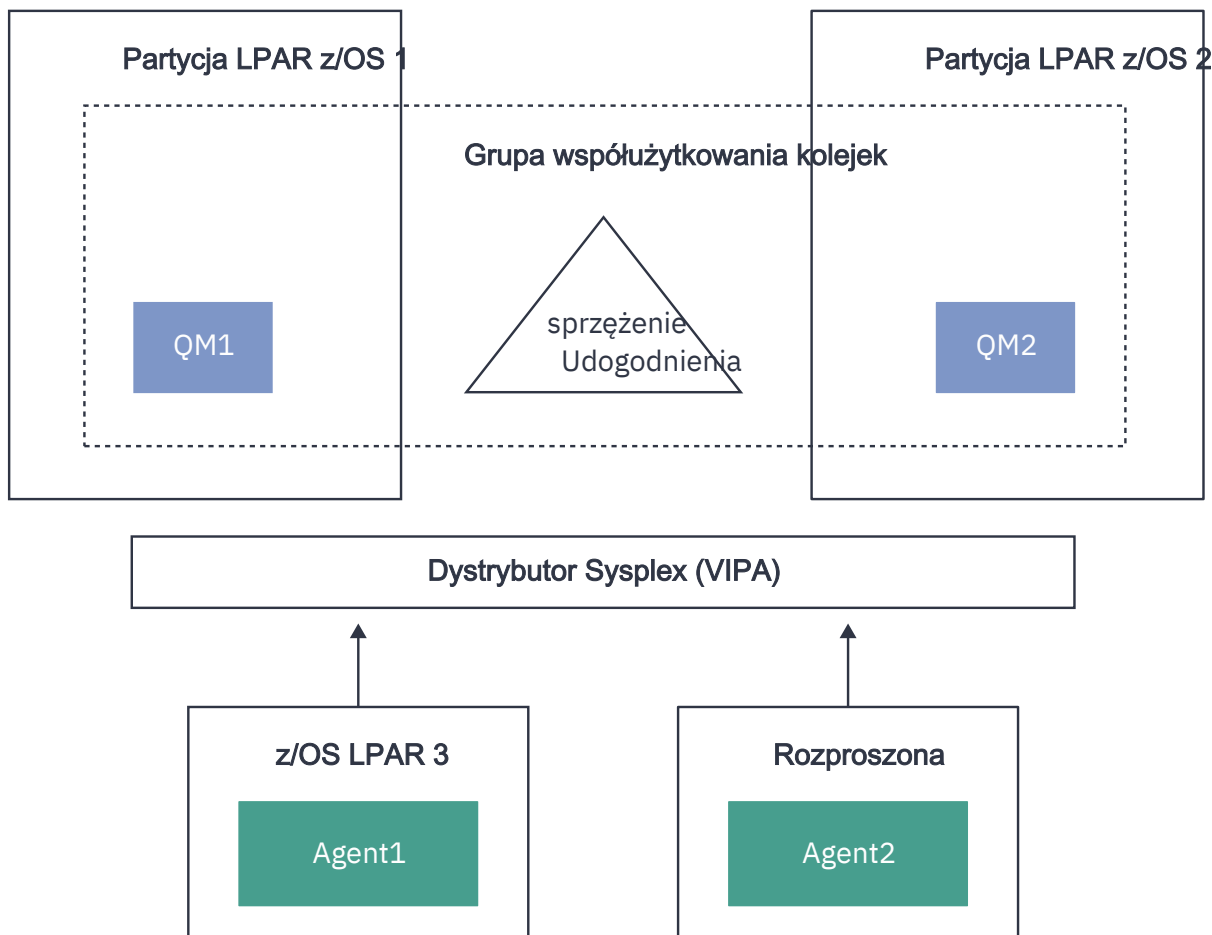 Partycja LPAR z/OS 1
Partycja LPAR z/OS 2
Grupa współużytkowania kolejek
sprzężenie
Udogodnienia
QM1
QM2
Dystrybutor Sysplex (VIPA)
z/OS LPAR 3
Rozproszona
Agent1
Agent2